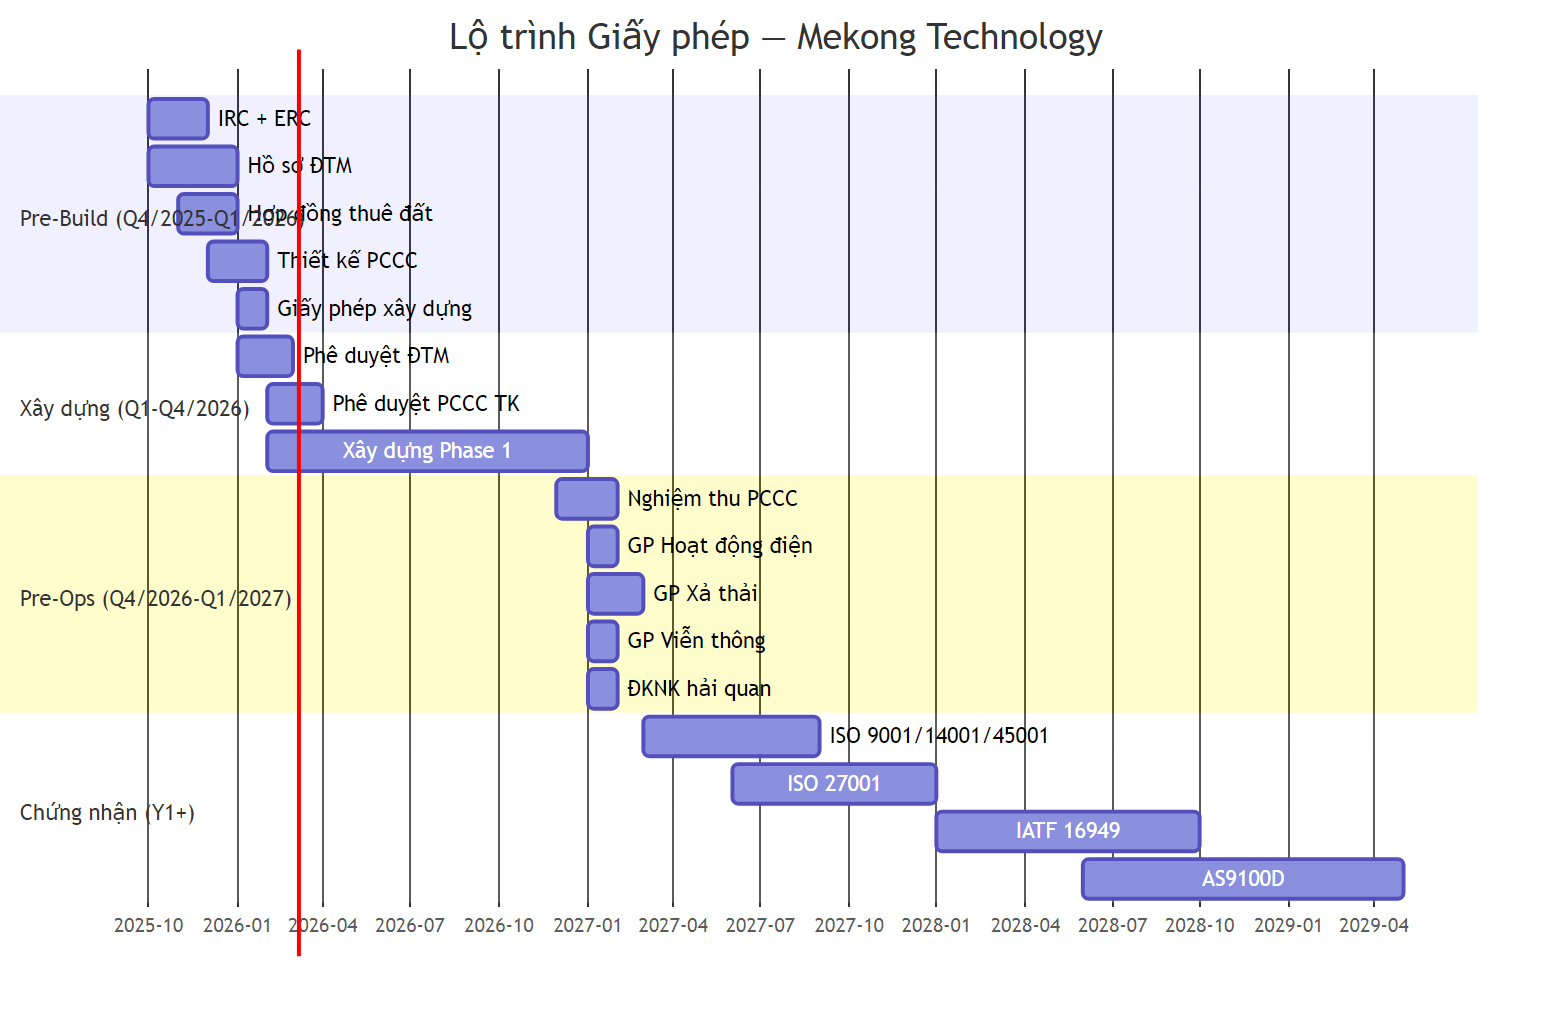 Lộ trình Giấy phép — Mekong Technology
IRC + ERC
Hồ sơ ĐTM
Hợp đồng thuê đất
Pre-Build (Q4/2025-Q1/2026)
Thiết kế PCCC
Giấy phép xây dựng
Phê duyệt ĐTM
Phê duyệt PCCC TK
Xây dựng (Q1-Q4/2026)
Xây dựng Phase 1
Nghiệm thu PCCC
GP Hoạt động điện
GP Xả thải
Pre-Ops (Q4/2026-Q1/2027)
GP Viễn thông
ĐKNK hải quan
ISO 9001/14001/45001
ISO 27001
Chứng nhận (Y1+)
IATF 16949
AS9100D
2025-10 2026-01 2026-04 2026-07 2026-10 2027-01 2027-04 2027-07 2027-10 2028-01 2028-04 2028-07 2028-10 2029-01 2029-04